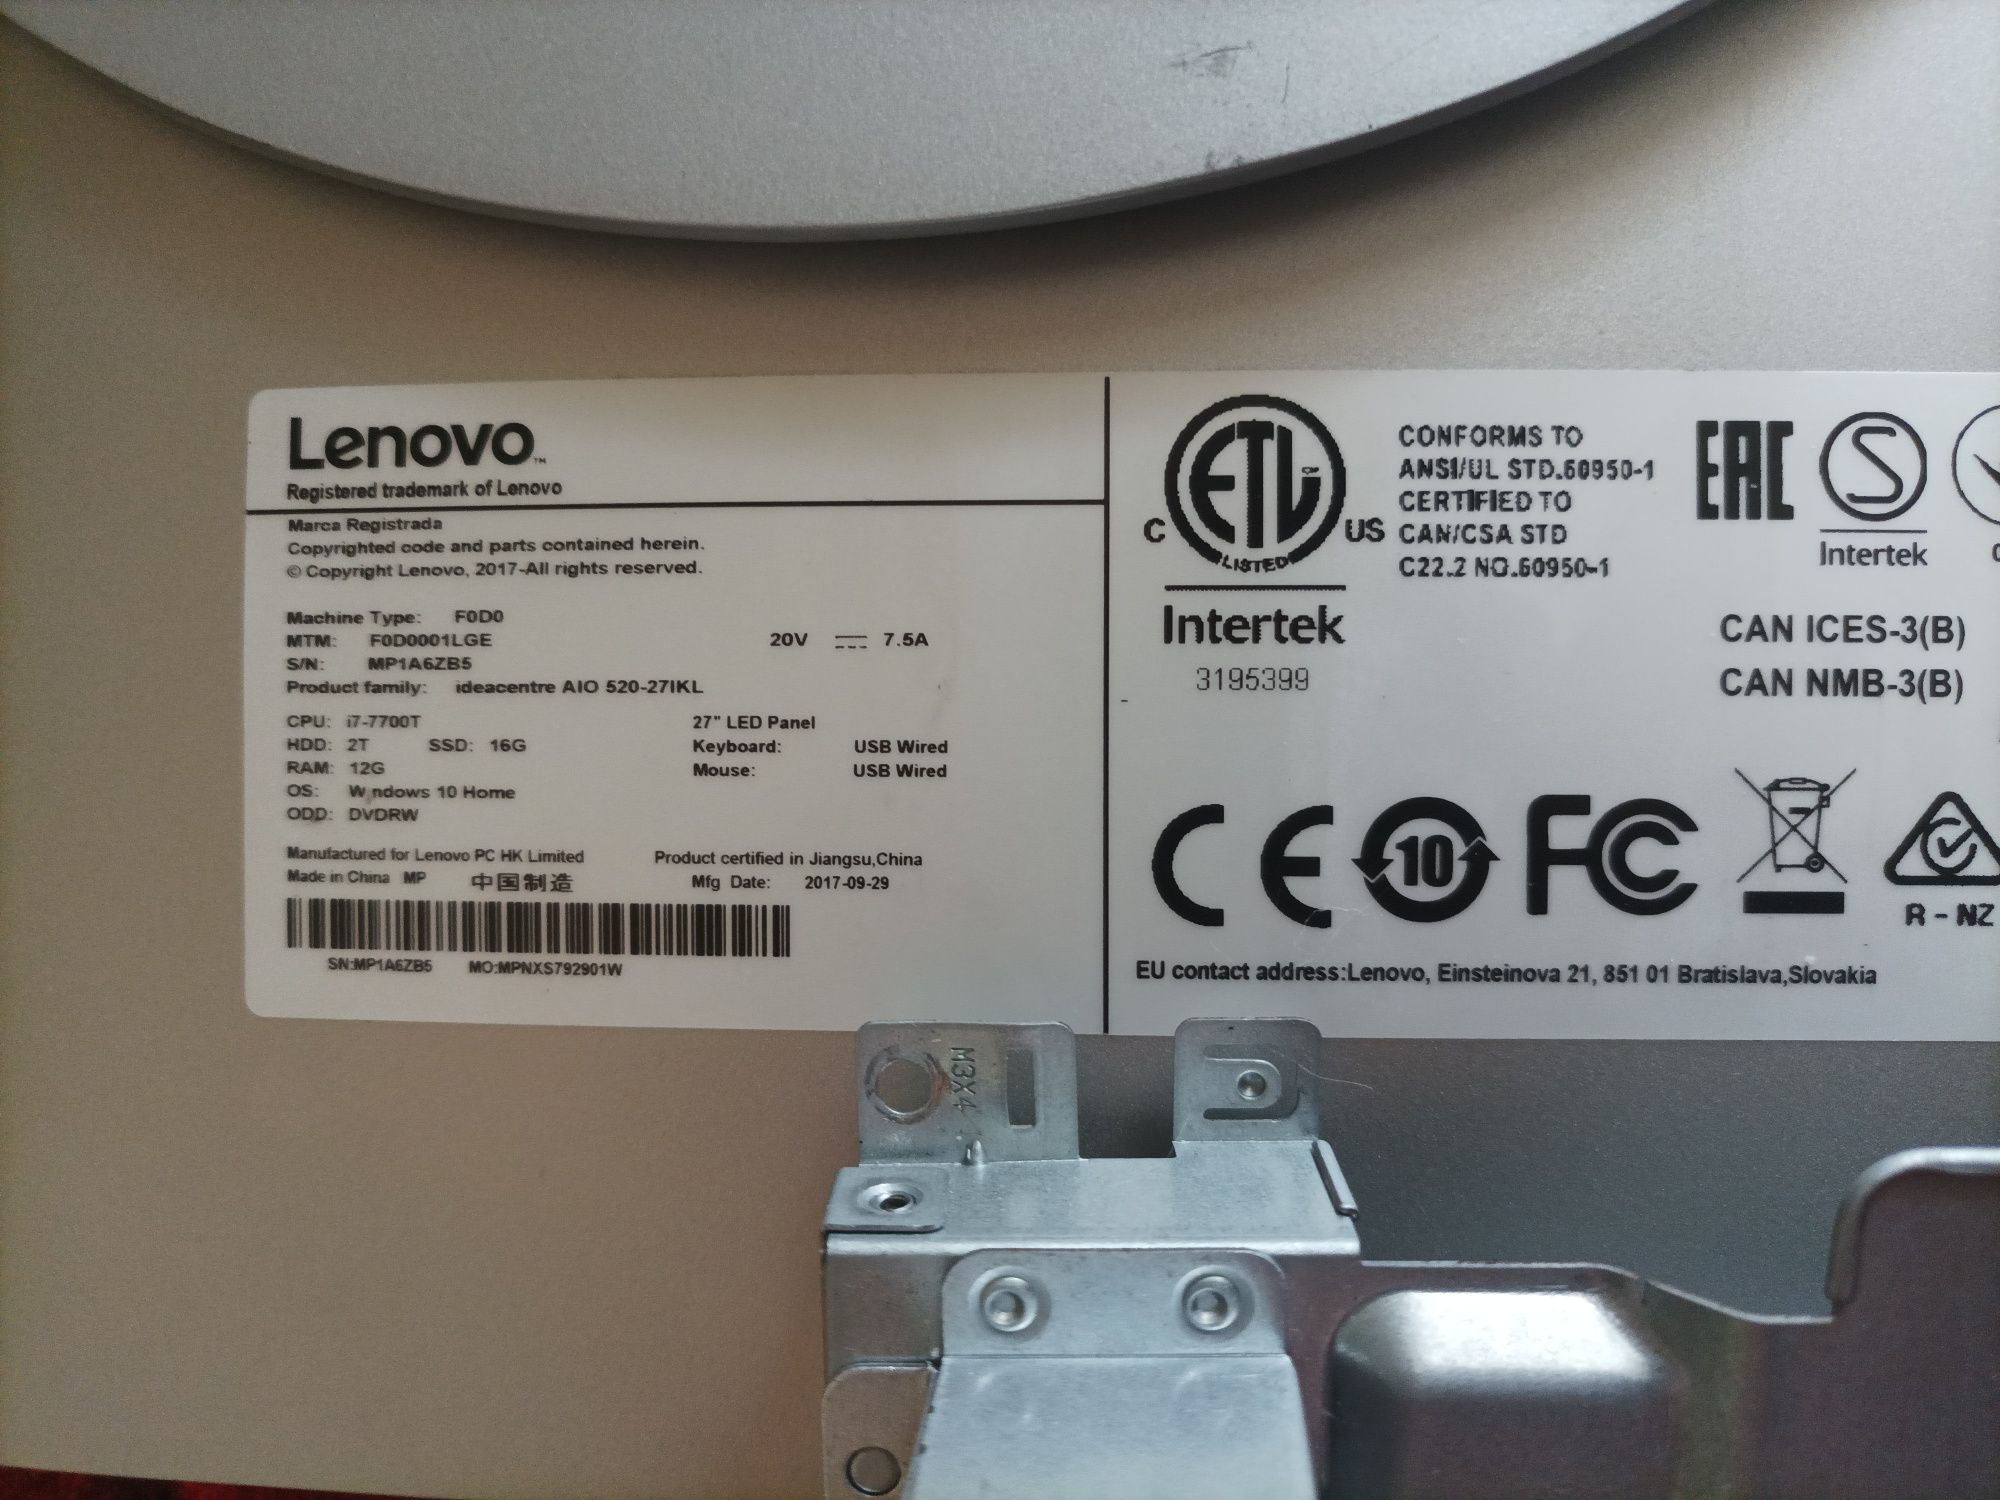 Lenovo™
Registered trademark of Lenovo
Marca Registrada
Copyrighted code and parts contained herein.
© Copyright Lenovo, 2017-All rights reserved.
Machine Type: F0D0
MTM: F0D0001LGE 20V 7.5A
S/N: MP1A6ZB5
Product family: ideacentre AIO 520-27IKL
CPU: i7-7700T 27" LED Panel
HDD: 2T SSD: 16G Keyboard: USB Wired
RAM: 12G Mouse: USB Wired
OS: Windows 10 Home
ODD: DVDRW
Manufactured for Lenovo PC HK Limited Product certified in Jiangsu,China
Made in China MP 中国制造 Mfg Date: 2017-09-29
SN:MP1A6ZB5 MO:MPNXS792901W
C ETL US
LISTED
Intertek
3195399
CONFORMS TO
ANSI/UL STD.60950-1
CERTIFIED TO
CAN/CSA STD
C22.2 NO.60950-1
EAC
S
Intertek
CAN ICES-3(B)
CAN NMB-3(B)
CE 10 FC
R-NZ
EU contact address:Lenovo, Einsteinova 21, 851 01 Bratislava,Slovakia
M3X4